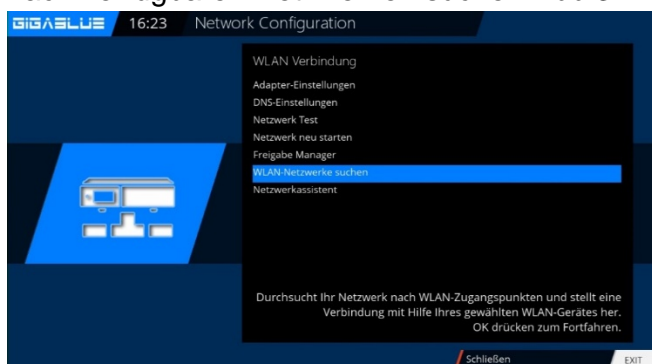 GIGABLUE 16:23 Network Configuration
WLAN Verbindung
Adapter-Einstellungen
DNS-Einstellungen
Netzwerk Test
Netzwerk neu starten
Freigabe Manager
WLAN-Netzwerke suchen
Netzwerkassistent
Durchsucht Ihr Netzwerk nach WLAN-Zugangspunkten und stellt eine
Verbindung mit Hilfe Ihres gewählten WLAN-Gerätes her.
OK drücken zum Fortfahren.
Schließen EXIT